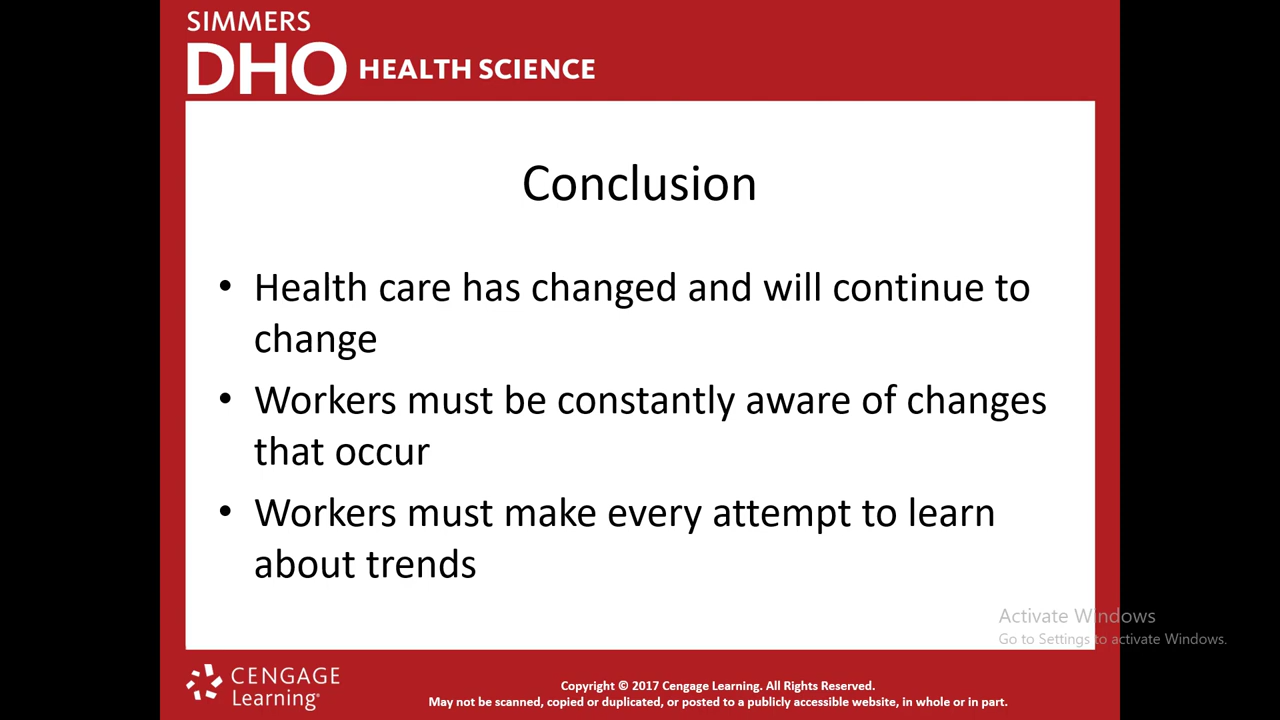 SIMMERS
DHO HEALTH SCIENCE
Conclusion
• Health care has changed and will continue to
change
• Workers must be constantly aware of changes
that occur
• Workers must make every attempt to learn
about trends
Activate Windows
Go to Settings to activate Windows.
CENGAGE
Learning®
Copyright © 2017 Cengage Learning. All Rights Reserved.
May not be scanned, copied or duplicated, or posted to a publicly accessible website, in whole or in part.